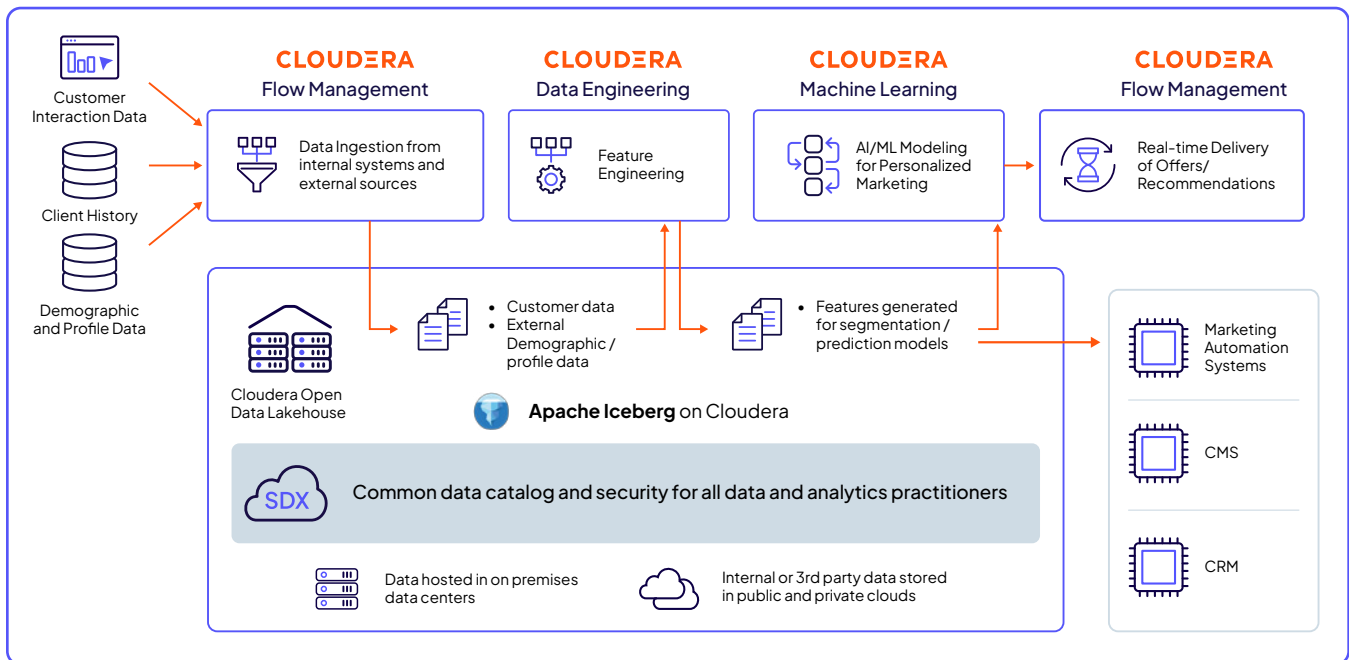 Customer
Interaction Data
Client History
Demographic
and Profile Data
CLOUDERA
Flow Management
Data Ingestion from
internal systems and
external sources
CLOUDERA
Data Engineering
Feature
Engineering
CLOUDERA
Machine Learning
AI/ML Modeling
for Personalized
Marketing
CLOUDERA
Flow Management
Real-time Delivery
of Offers/
Recommendations
Cloudera Open
Data Lakehouse
• Customer data
• External
Demographic /
profile data
• Features generated
for segmentation /
prediction models
Apache Iceberg on Cloudera
SDX
Common data catalog and security for all data and analytics practitioners
Data hosted in on premises
data centers
Internal or 3rd party data stored
in public and private clouds
Marketing
Automation
Systems
CMS
CRM